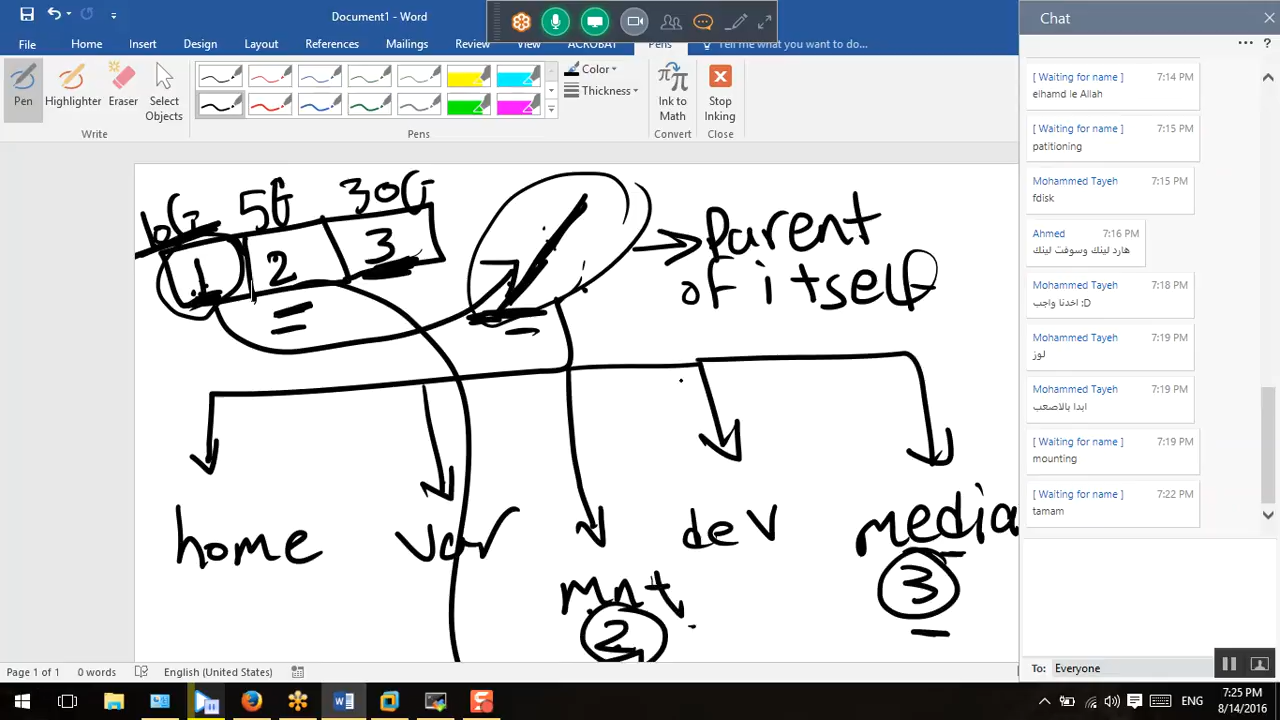 Document1 - Word
File
Home
Insert
Design
Layout
References
Mailings
Review
View
ACROBAT
Pens
Tell me what you want to do...
Pen
Highlighter
Eraser
Select Objects
Color
Thickness
Ink to Math
Stop Inking
Write
Pens
Convert
Close
5G
30G
1
2
3
/
Parent
of itself
home
var
mnt
dev
media
2
3
Chat
[ Waiting for name ] 7:14 PM
elhamd le Allah
[ Waiting for name ] 7:15 PM
patitioning
Mohammed Tayeh 7:15 PM
fdisk
Ahmed 7:16 PM
هارد لينك وسوفت لينك
Mohammed Tayeh 7:18 PM
اخدنا واجب :D
Mohammed Tayeh 7:19 PM
لوز
Mohammed Tayeh 7:19 PM
ابدا بالاصعب
[ Waiting for name ] 7:19 PM
mounting
[ Waiting for name ] 7:22 PM
tamam
To: Everyone
Page 1 of 1
0 words
English (United States)
ENG
7:25 PM
8/14/2016